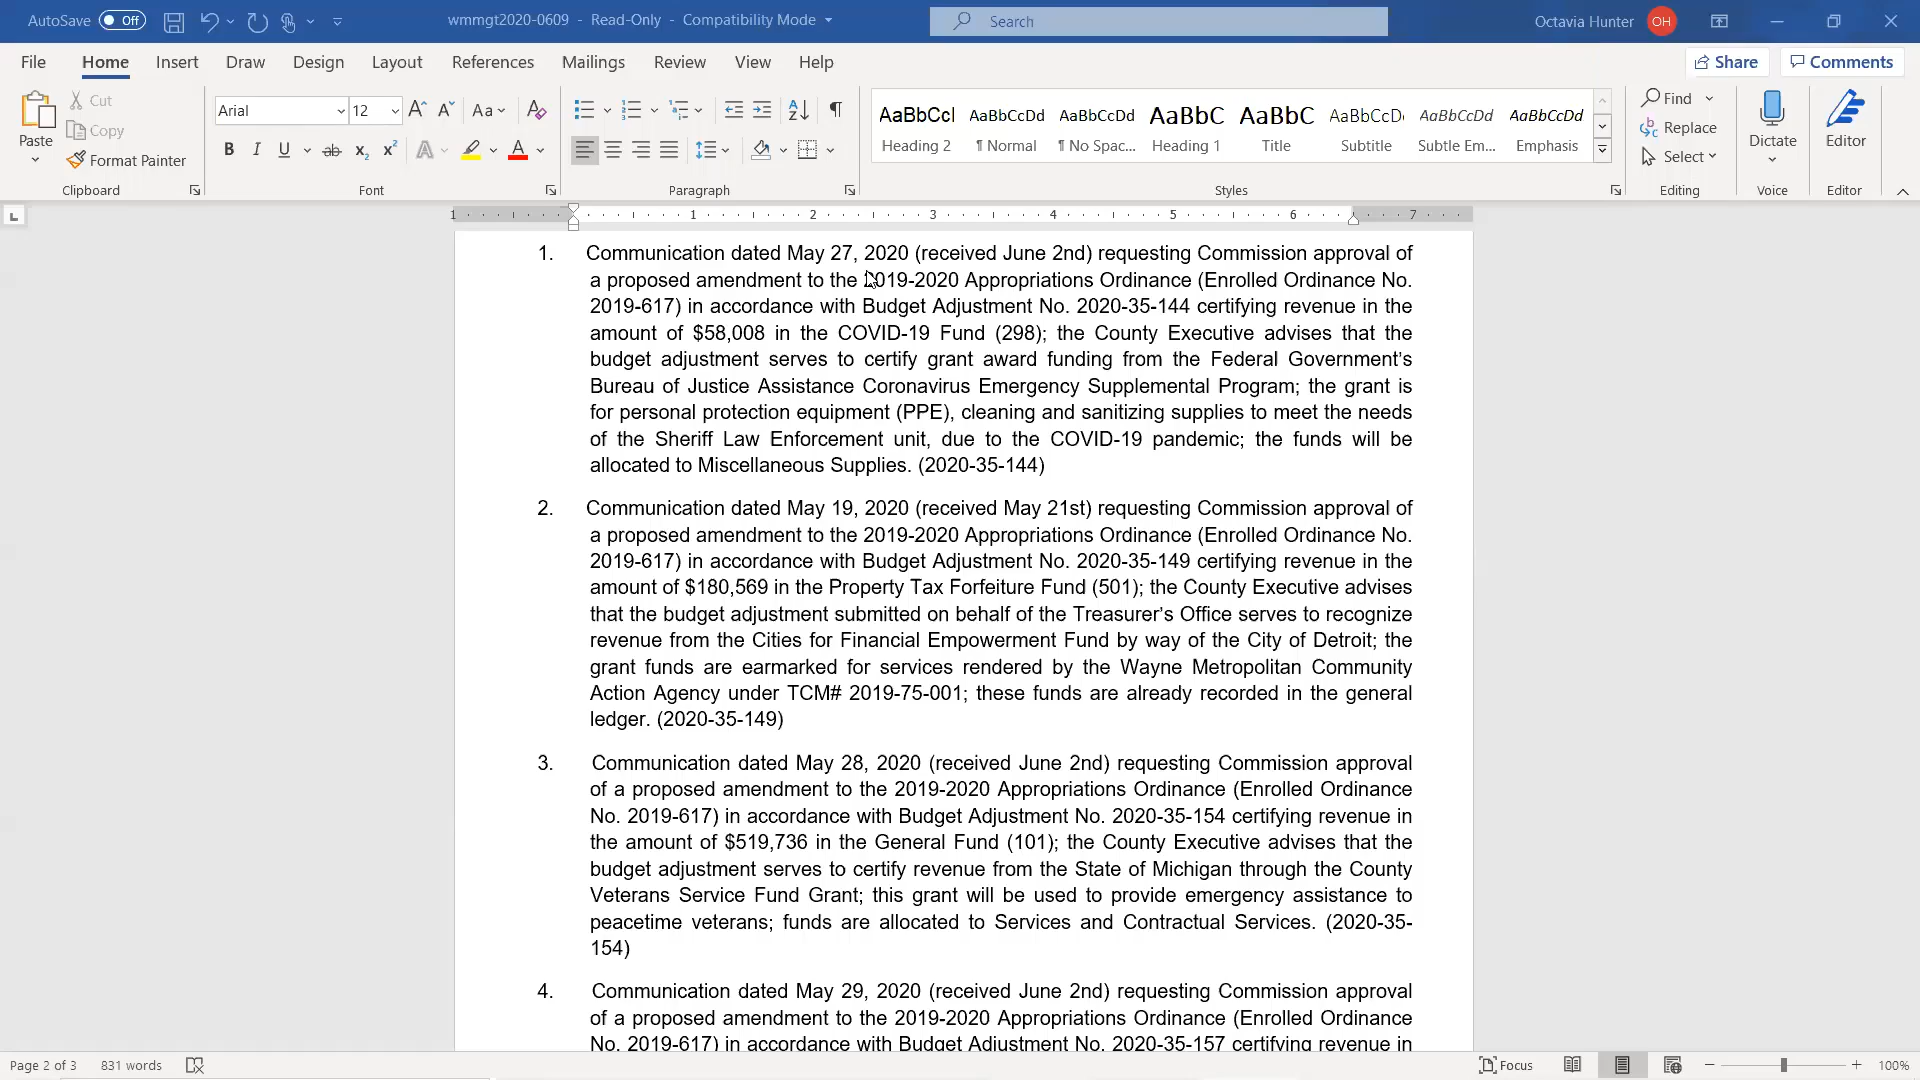 AutoSave Off wmmgt2020-0609 - Read-Only - Compatibility Mode Search Octavia Hunter OH
File Home Insert Draw Design Layout References Mailings Review View Help Share Comments
Paste Cut Copy Format Painter
Arial 12 Aa
B I U ab x₂ x² A A
AaBbCcI AaBbCcDd AaBbCcDd AaBbC AaBbC AaBbCcDc AaBbCcDd AaBbCcDd
Heading 2 ¶ Normal ¶ No Spac... Heading 1 Title Subtitle Subtle Em... Emphasis
Find Replace Select Dictate Editor
Clipboard Font Paragraph Styles Editing Voice Editor
1 1 2 3 4 5 6 7
1. Communication dated May 27, 2020 (received June 2nd) requesting Commission approval of
a proposed amendment to the 2019-2020 Appropriations Ordinance (Enrolled Ordinance No.
2019-617) in accordance with Budget Adjustment No. 2020-35-144 certifying revenue in the
amount of $58,008 in the COVID-19 Fund (298); the County Executive advises that the
budget adjustment serves to certify grant award funding from the Federal Government's
Bureau of Justice Assistance Coronavirus Emergency Supplemental Program; the grant is
for personal protection equipment (PPE), cleaning and sanitizing supplies to meet the needs
of the Sheriff Law Enforcement unit, due to the COVID-19 pandemic; the funds will be
allocated to Miscellaneous Supplies. (2020-35-144)
2. Communication dated May 19, 2020 (received May 21st) requesting Commission approval of
a proposed amendment to the 2019-2020 Appropriations Ordinance (Enrolled Ordinance No.
2019-617) in accordance with Budget Adjustment No. 2020-35-149 certifying revenue in the
amount of $180,569 in the Property Tax Forfeiture Fund (501); the County Executive advises
that the budget adjustment submitted on behalf of the Treasurer's Office serves to recognize
revenue from the Cities for Financial Empowerment Fund by way of the City of Detroit; the
grant funds are earmarked for services rendered by the Wayne Metropolitan Community
Action Agency under TCM# 2019-75-001; these funds are already recorded in the general
ledger. (2020-35-149)
3. Communication dated May 28, 2020 (received June 2nd) requesting Commission approval
of a proposed amendment to the 2019-2020 Appropriations Ordinance (Enrolled Ordinance
No. 2019-617) in accordance with Budget Adjustment No. 2020-35-154 certifying revenue in
the amount of $519,736 in the General Fund (101); the County Executive advises that the
budget adjustment serves to certify revenue from the State of Michigan through the County
Veterans Service Fund Grant; this grant will be used to provide emergency assistance to
peacetime veterans; funds are allocated to Services and Contractual Services. (2020-35-
154)
4. Communication dated May 29, 2020 (received June 2nd) requesting Commission approval
of a proposed amendment to the 2019-2020 Appropriations Ordinance (Enrolled Ordinance
No. 2019-617) in accordance with Budget Adjustment No. 2020-35-157 certifying revenue in
Page 2 of 3 831 words Focus 100%